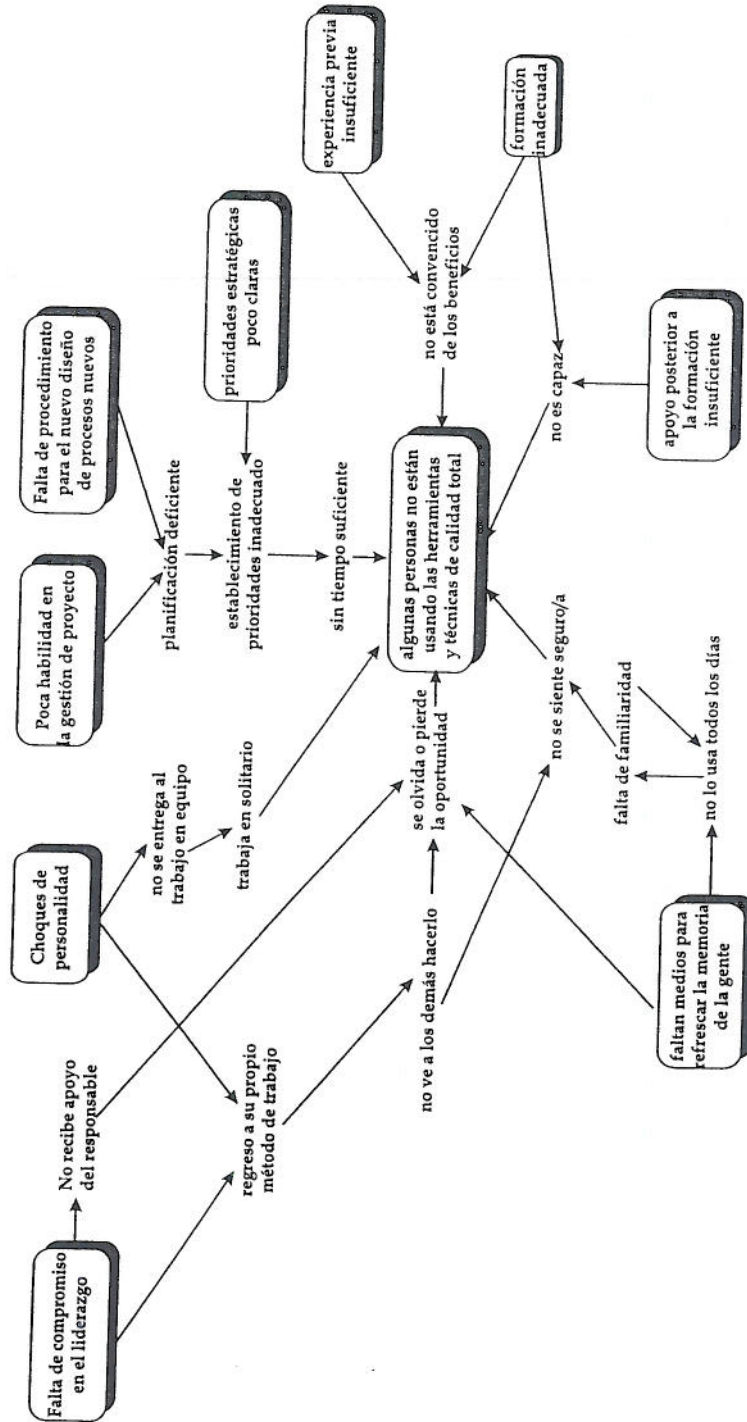 Falta de compromiso
en el liderazgo
No recibe apoyo
del responsable
Choques de
personalidad
Poca habilidad en
la gestión de proyecto
Falta de procedimiento
para el nuevo diseño
de procesos nuevos
no se entrega al
trabajo en equipo
planificación deficiente
prioridades estratégicas
poco claras
regreso a su propio
método de trabajo
trabaja en solitario
establecimiento de
prioridades inadecuado
experiencia previa
insuficiente
sin tiempo suficiente
no ve a los demás hacerlo
se olvida o pierde
la oportunidad
algunas personas no están
usando las herramientas
y técnicas de calidad total
no está convencido
de los beneficios
no se siente seguro/a
no es capaz
formación
inadecuada
falta de familiaridad
faltan medios para
refrescar la memoria
de la gente
no lo usa todos los días
apoyo posterior a
la formación
insuficiente